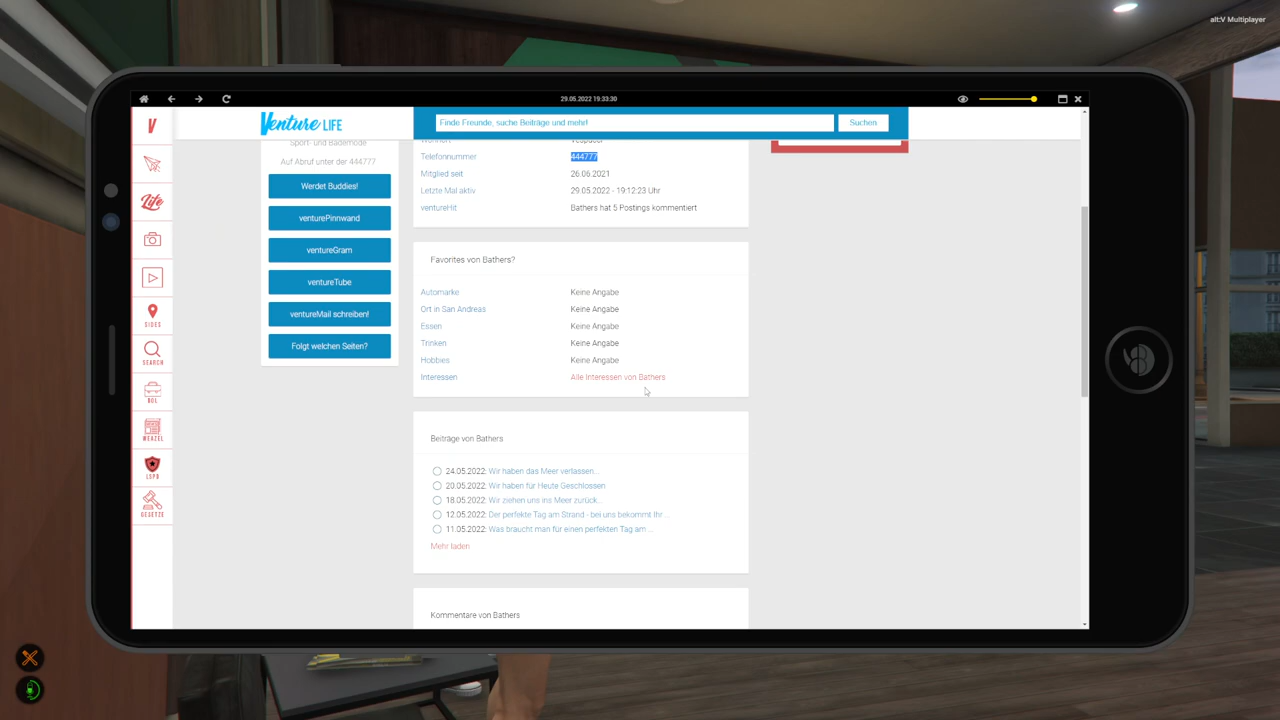 alt:V Multiplayer
29.05.2022 19:33:30
V
Venture LIFE
Finde Freunde, suche Beiträge und mehr!
Suchen
Life
SIDES
SEARCH
BOL
WEAZEL
LSPD
GESETZE
Sport- und Bademode
Auf Abruf unter der 444777
Werdet Buddies!
venturePinnwand
ventureGram
ventureTube
ventureMail schreiben!
Folgt welchen Seiten?
Telefonnummer 444777
Mitglied seit 26.06.2021
Letzte Mal aktiv 29.05.2022 - 19:12:23 Uhr
ventureHit Bathers hat 5 Postings kommentiert
Favorites von Bathers?
Automarke Keine Angabe
Ort in San Andreas Keine Angabe
Essen Keine Angabe
Trinken Keine Angabe
Hobbies Keine Angabe
Interessen Alle Interessen von Bathers
Beiträge von Bathers
24.05.2022: Wir haben das Meer verlassen...
20.05.2022: Wir haben für Heute Geschlossen
18.05.2022: Wir ziehen uns ins Meer zurück...
12.05.2022: Der perfekte Tag am Strand - bei uns bekommt Ihr ...
11.05.2022: Was braucht man für einen perfekten Tag am ...
Mehr laden
Kommentare von Bathers